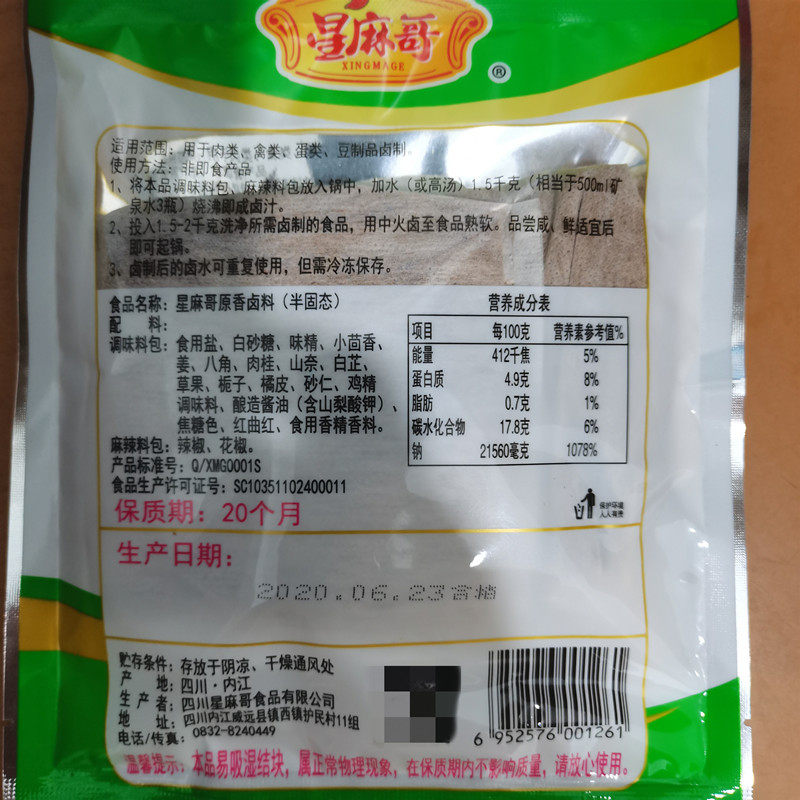 星麻哥
XINGMAGE
®
适用范围：用于肉类、禽类、蛋类、豆制品卤制。
使用方法：非即食产品
1、将本品调味料包、麻辣料包放入锅中，加水（或高汤）1.5千克（相当于500ml矿
泉水3瓶）烧沸即成卤汁。
2、投入1.5-2千克洗净所需卤制的食品，用中火卤至食品熟软。品尝咸、鲜适宜后
即可起锅。
3、卤制后的卤水可重复使用，但需冷冻保存。
食品名称：星麻哥原香卤料（半固态）
配　　料：
调味料包：食用盐、白砂糖、味精、小茴香、
姜、八角、肉桂、山奈、白芷、
草果、栀子、橘皮、砂仁、鸡精
调味料、酿造酱油（含山梨酸钾）、
焦糖色、红曲红、食用香精香料。
麻辣料包：辣椒、花椒。
产品标准号：Q/XMG0001S
食品生产许可证号：SC10351102400011
保质期：20个月
营养成分表
项目 每100克 营养素参考值%
能量 412千焦 5%
蛋白质 4.9克 8%
脂肪 0.7克 1%
碳水化合物 17.8克 6%
钠 21560毫克 1078%
保护环境
人人有责
生产日期：
2020.06.23合格
贮存条件：存放于阴凉、干燥通风处
产　　地：四川·内江
生 产 者：四川星麻哥食品有限公司
地　　址：四川内江威远县镇西镇护民村11组
电话/传真：0832-8240449
6 952576 001261
温馨提示：本品易吸湿结块，属正常物理现象，在保质期内不影响质量，请放心使用。